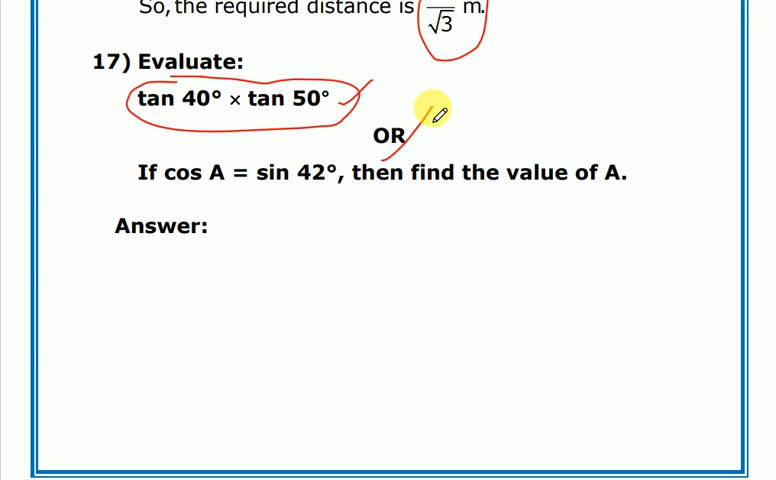 So, the required distance is √3 m.
17) Evaluate:
tan 40° × tan 50°
OR
If cos A = sin 42°, then find the value of A.
Answer: